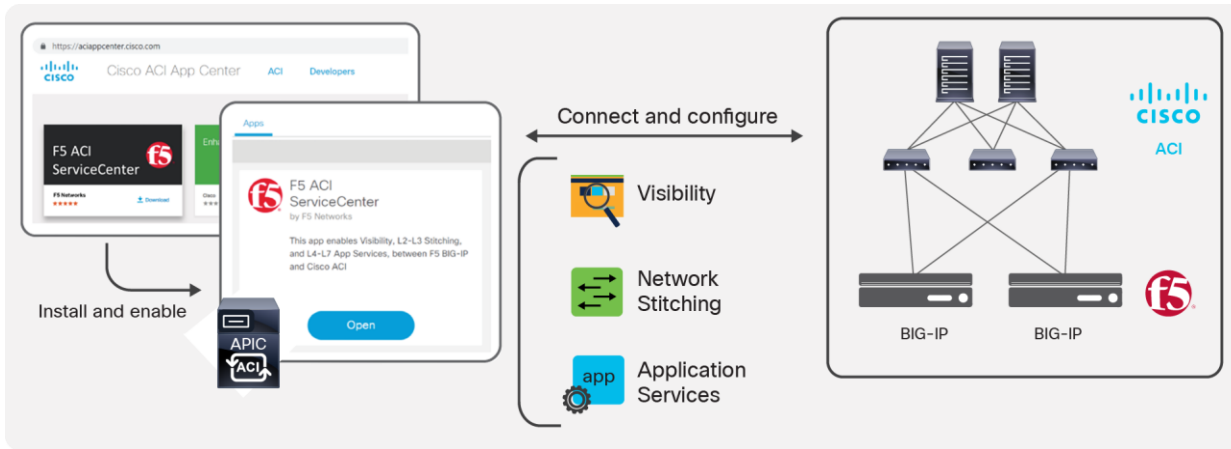 https://aciappcenter.cisco.com
CISCO
Cisco ACI App Center
ACI
Developers
F5 ACI
ServiceCenter
f5
F5 Networks
Download
Enh
Cisco
Install and enable
Apps
f5
F5 ACI
ServiceCenter
by F5 Networks
This app enables Visibility, L2-L3 Stitching,
and L4-L7 App Services, between F5 BIG-IP
and Cisco ACI
Open
APIC
ACI
Connect and configure
Visibility
Network
Stitching
app
Application
Services
CISCO
ACI
f5
BIG-IP
BIG-IP